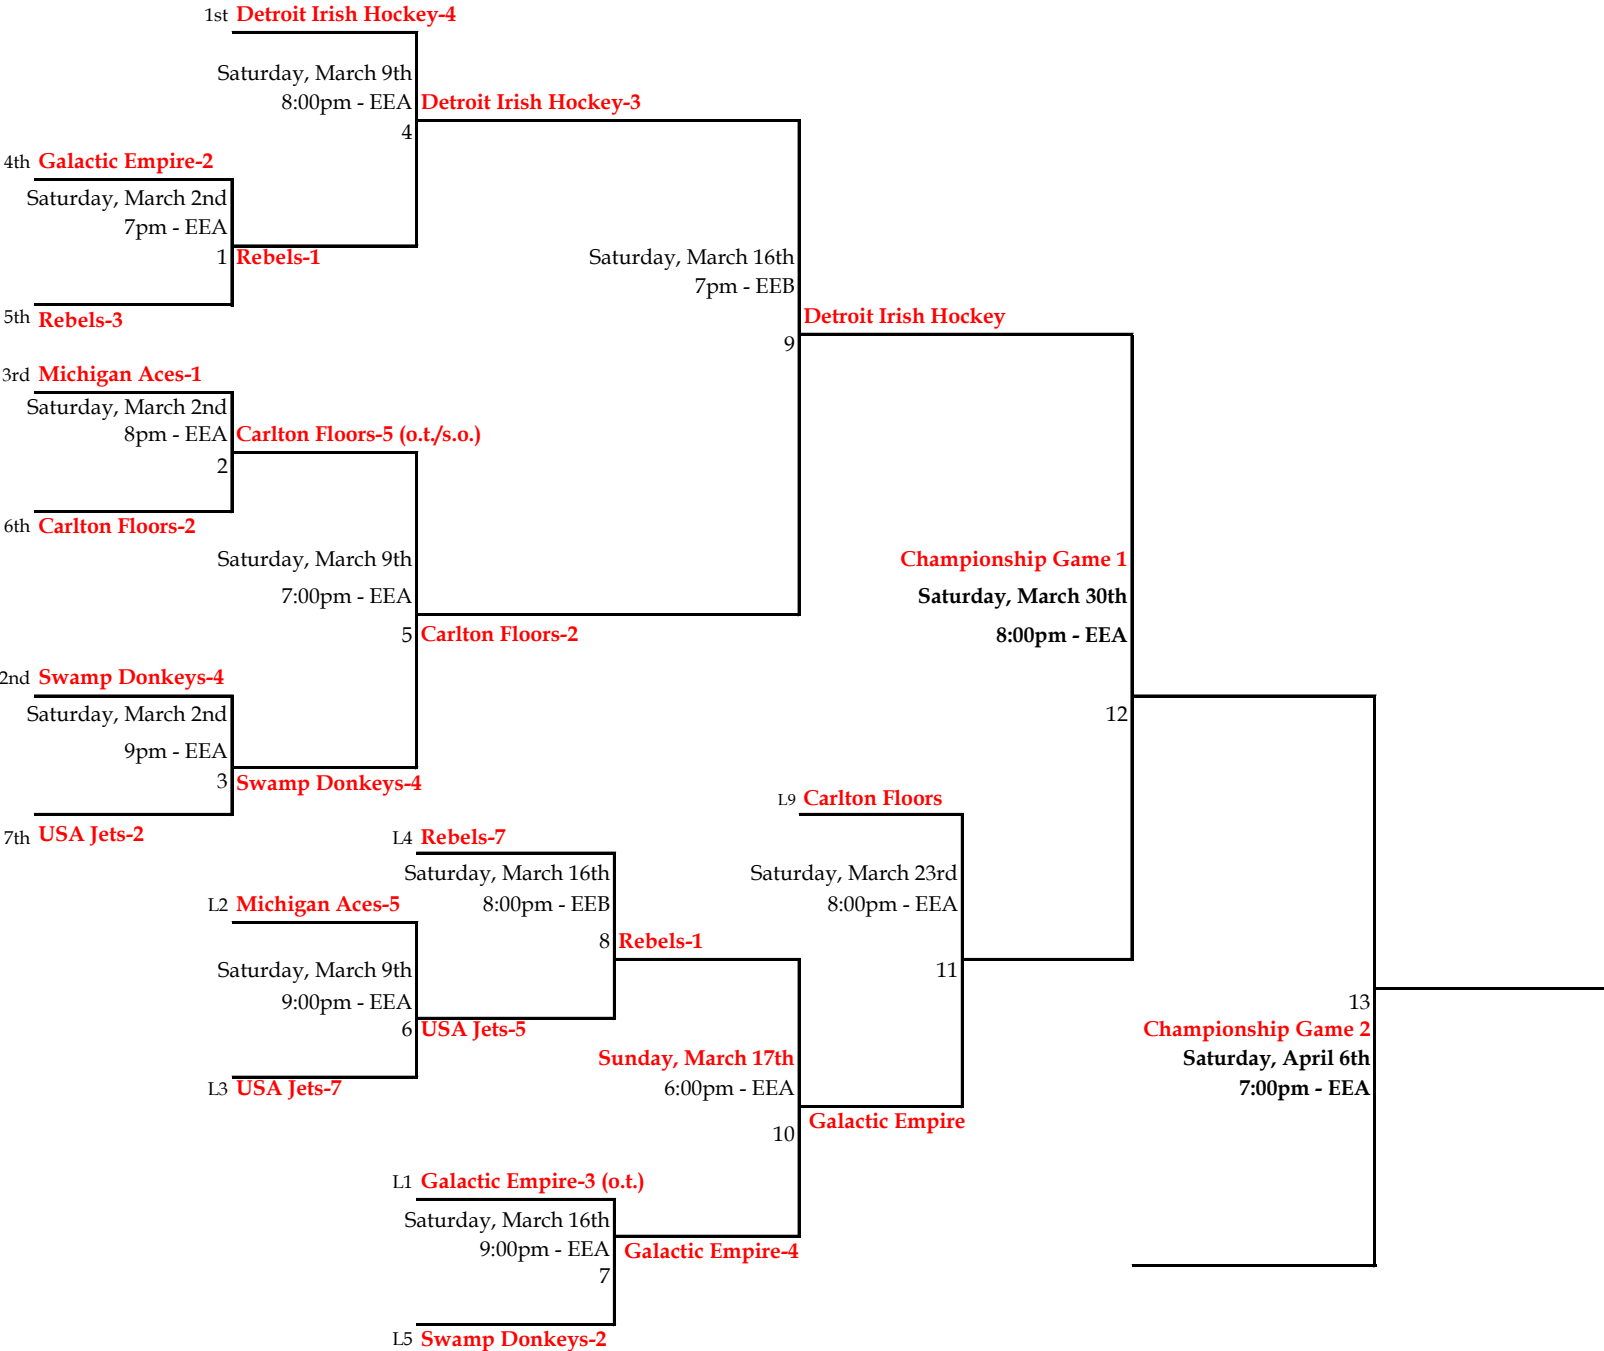 1st Detroit Irish Hockey-4
Saturday, March 9th
8:00pm - EEA
4
Detroit Irish Hockey-3
4th Galactic Empire-2
Saturday, March 2nd
7pm - EEA
1
Rebels-1
5th Rebels-3
Saturday, March 16th
7pm - EEB
9
Detroit Irish Hockey
3rd Michigan Aces-1
Saturday, March 2nd
8pm - EEA
2
Carlton Floors-5 (o.t./s.o.)
6th Carlton Floors-2
Saturday, March 9th
7:00pm - EEA
5
Carlton Floors-2
Championship Game 1
Saturday, March 30th
8:00pm - EEA
12
2nd Swamp Donkeys-4
Saturday, March 2nd
9pm - EEA
3
Swamp Donkeys-4
7th USA Jets-2
L9 Carlton Floors
Saturday, March 23rd
8:00pm - EEA
11
L4 Rebels-7
Saturday, March 16th
8:00pm - EEB
8
Rebels-1
L2 Michigan Aces-5
Saturday, March 9th
9:00pm - EEA
6
USA Jets-5
L3 USA Jets-7
Sunday, March 17th
6:00pm - EEA
10
Galactic Empire
13
Championship Game 2
Saturday, April 6th
7:00pm - EEA
L1 Galactic Empire-3 (o.t.)
Saturday, March 16th
9:00pm - EEA
7
Galactic Empire-4
L5 Swamp Donkeys-2